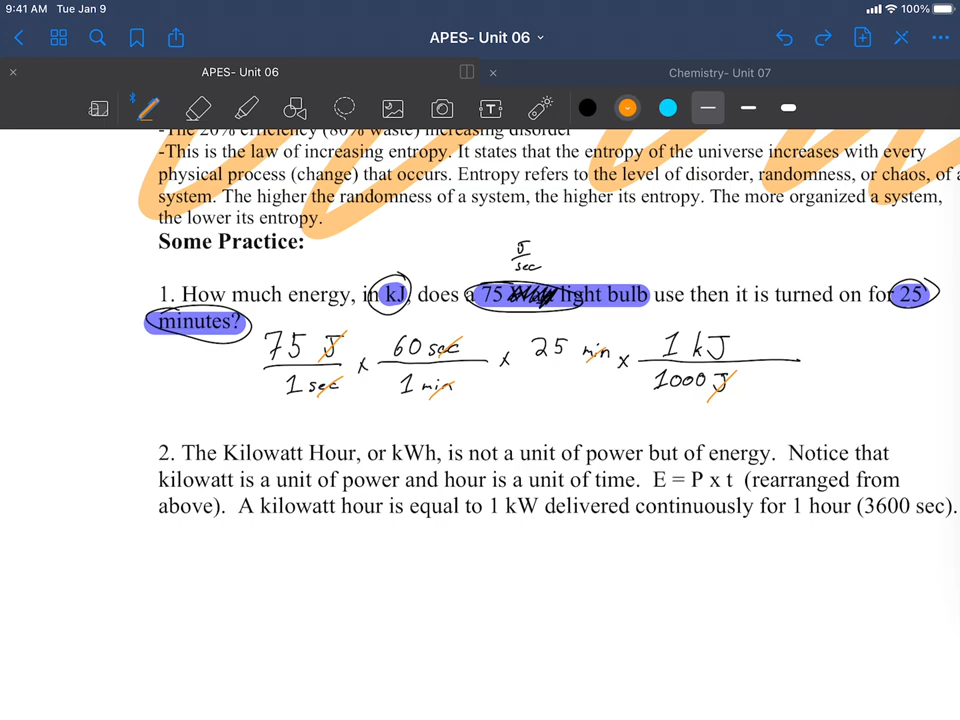 9:41 AM Tue Jan 9 100%
APES- Unit 06
APES- Unit 06 Chemistry- Unit 07
-The 20% efficiency (80% waste) increasing disorder
-This is the law of increasing entropy. It states that the entropy of the universe increases with every
physical process (change) that occurs. Entropy refers to the level of disorder, randomness, or chaos, of a
system. The higher the randomness of a system, the higher its entropy. The more organized a system,
the lower its entropy.
Some Practice:
J
sec
1. How much energy, in kJ, does a 75 light bulb use then it is turned on for 25
minutes?
75 J x 60 sec x 25 min x 1 kJ
1 sec 1 min 1000 J
2. The Kilowatt Hour, or kWh, is not a unit of power but of energy. Notice that
kilowatt is a unit of power and hour is a unit of time. E = P x t (rearranged from
above). A kilowatt hour is equal to 1 kW delivered continuously for 1 hour (3600 sec).